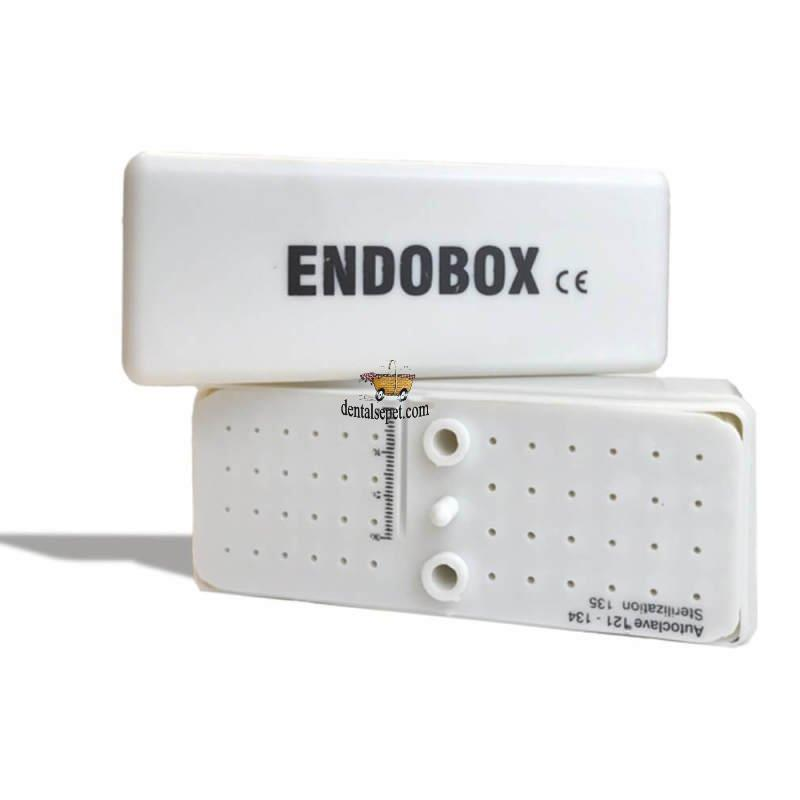 ENDOBOX CE
dentalsepet.com
Autoclave 121 - 134
Sterilization 135